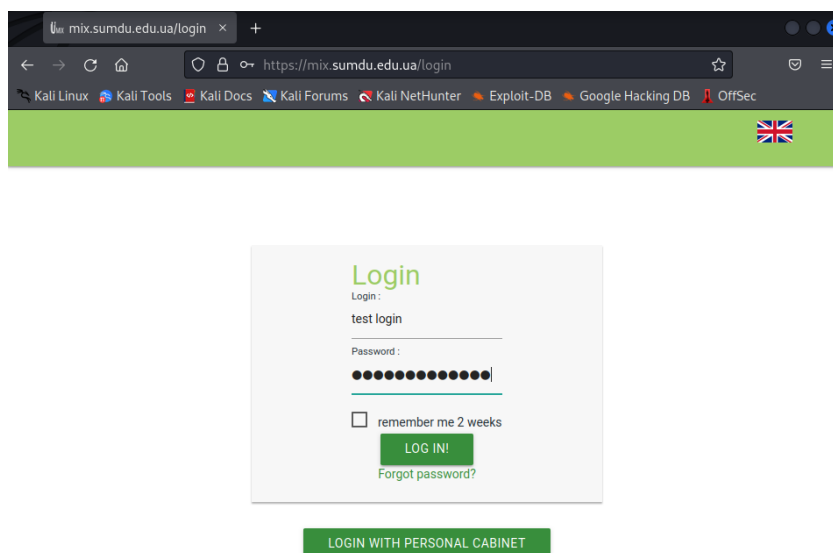 mix.sumdu.edu.ua/login
https://mix.sumdu.edu.ua/login
Kali Linux Kali Tools Kali Docs Kali Forums Kali NetHunter Exploit-DB Google Hacking DB OffSec
Login
Login :
test login
Password :
remember me 2 weeks
LOG IN!
Forgot password?
LOGIN WITH PERSONAL CABINET